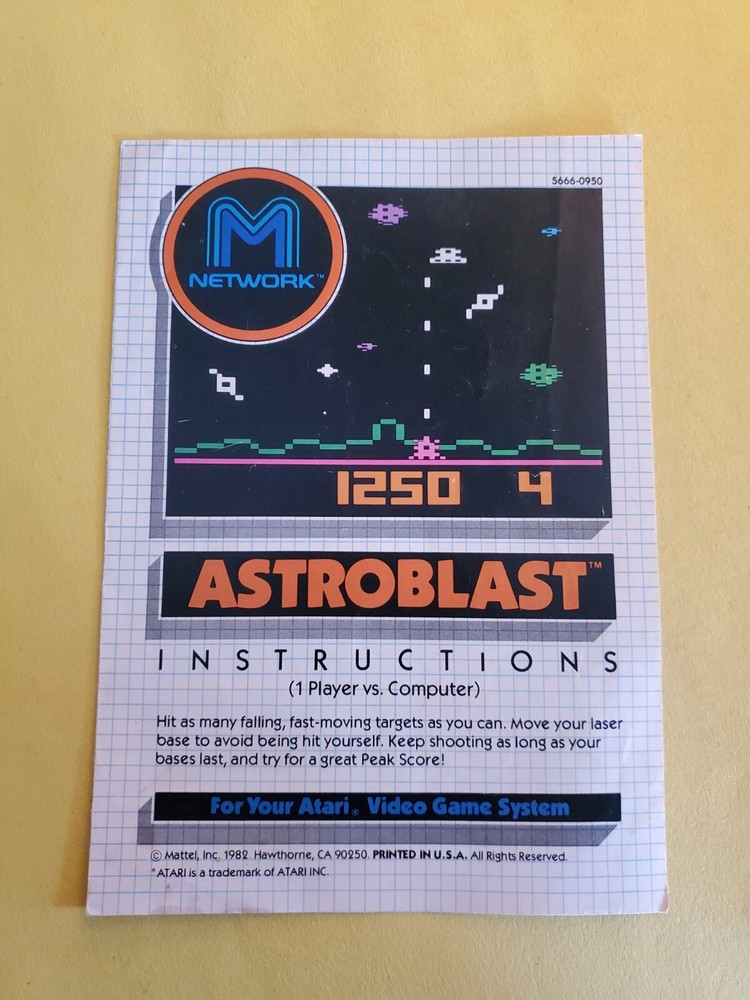 5666-0950
M
NETWORK™
1250 4
ASTROBLAST™
INSTRUCTIONS
(1 Player vs. Computer)
Hit as many falling, fast-moving targets as you can. Move your laser
base to avoid being hit yourself. Keep shooting as long as your
bases last, and try for a great Peak Score!
For Your Atari* Video Game System
© Mattel, Inc. 1982. Hawthorne, CA 90250. PRINTED IN U.S.A. All Rights Reserved.
*ATARI is a trademark of ATARI INC.